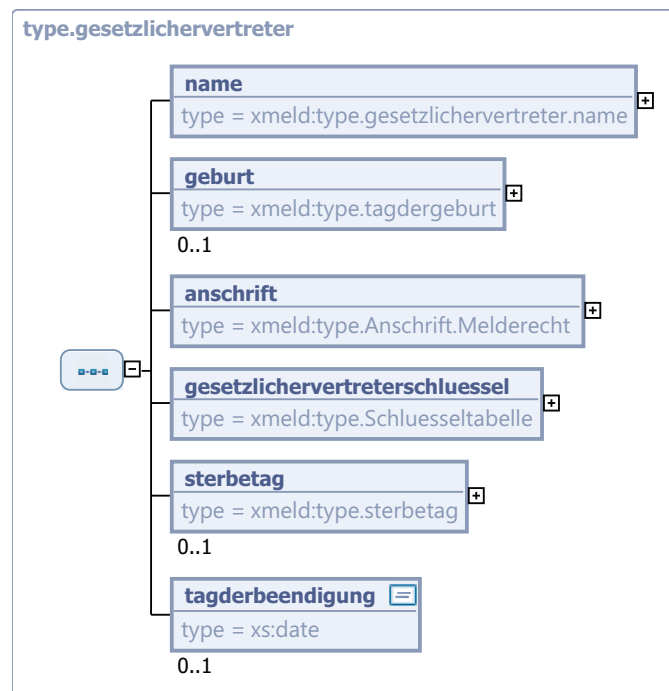 type.gesetzlichervertreter
name
type = xmeld:type.gesetzlichervertreter.name
geburt
type = xmeld:type.tagdergeburt
0..1
anschrift
type = xmeld:type.Anschrift.Melderecht
gesetzlichervertreterschluessel
type = xmeld:type.Schluesseltabelle
sterbetag
type = xmeld:type.sterbetag
0..1
tagderbeendigung
type = xs:date
0..1